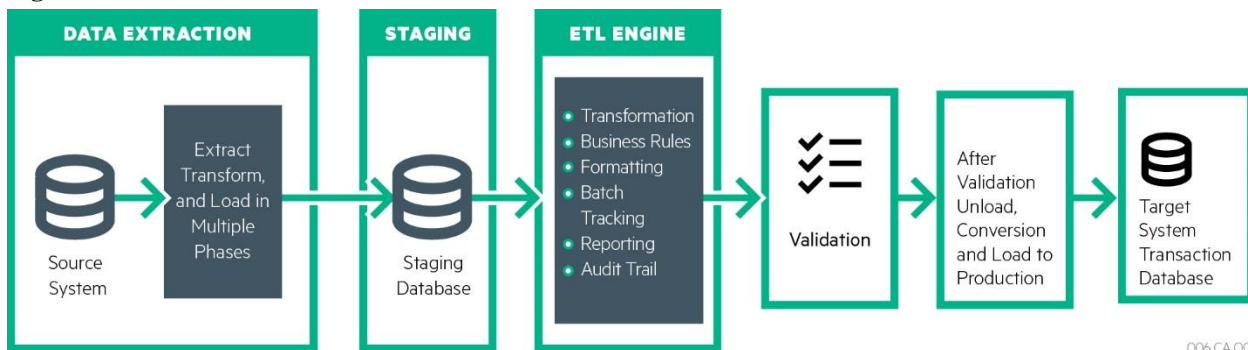 DATA EXTRACTION
Source
System
Extract
Transform,
and Load in
Multiple
Phases
STAGING
Staging
Database
ETL ENGINE
Transformation
Business Rules
Formatting
Batch
Tracking
Reporting
Audit Trail
Validation
After
Validation
Unload,
Conversion
and Load to
Production
Target
System
Transaction
Database